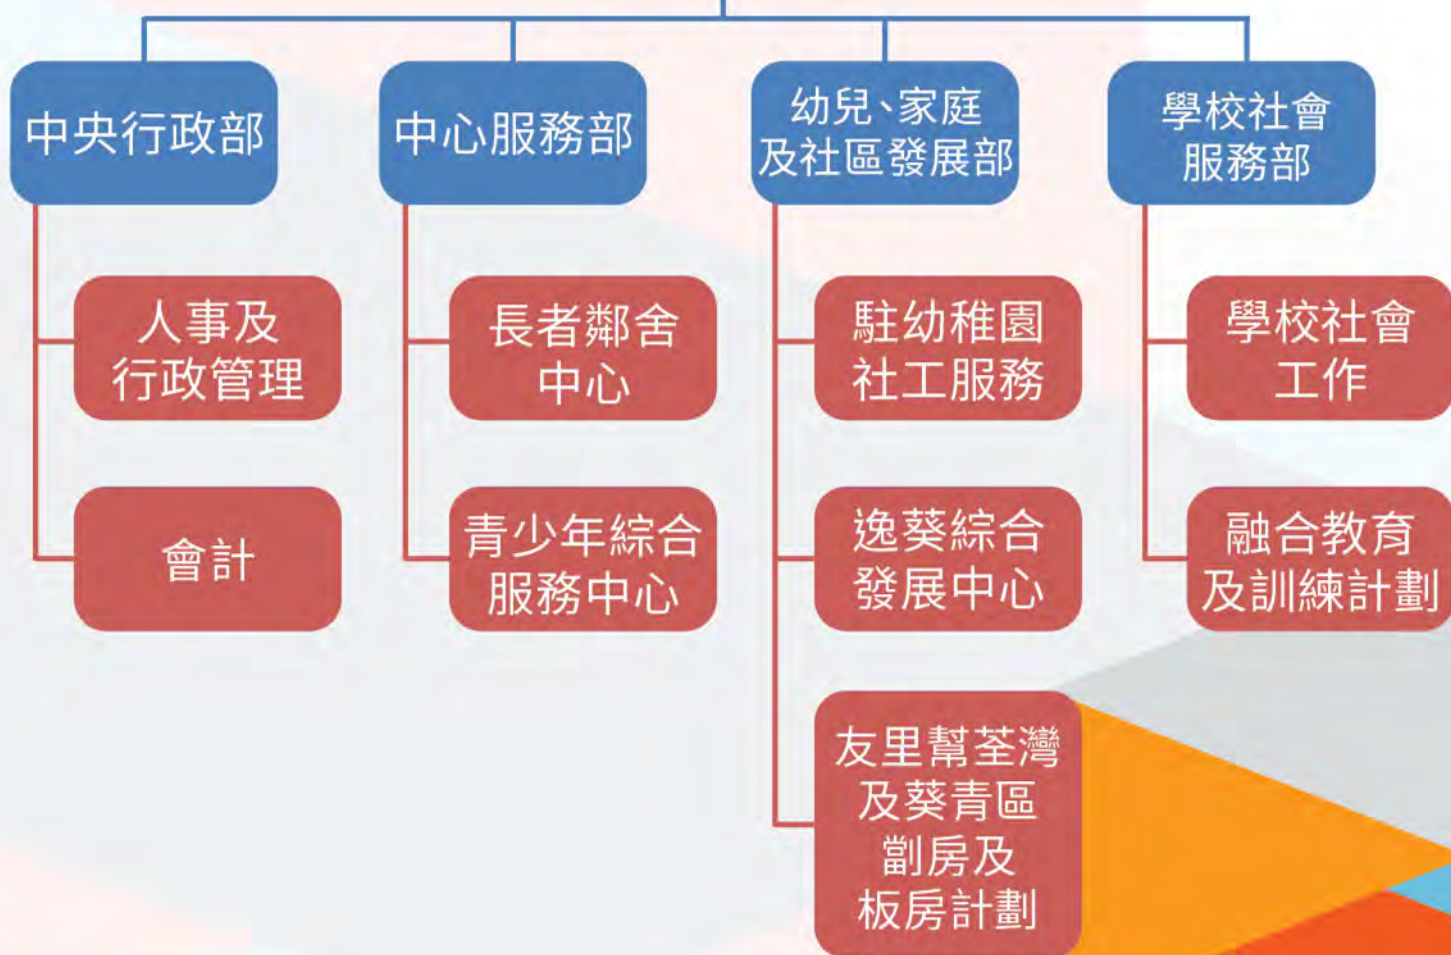 中央行政部
中心服務部
幼兒、家庭
及社區發展部
學校社會
服務部
人事及
行政管理
長者鄰舍
中心
駐幼稚園
社工服務
學校社會
工作
會計
青少年綜合
服務中心
逸葵綜合
發展中心
融合教育
及訓練計劃
友里幫荃灣
及葵青區
劏房及
板房計劃